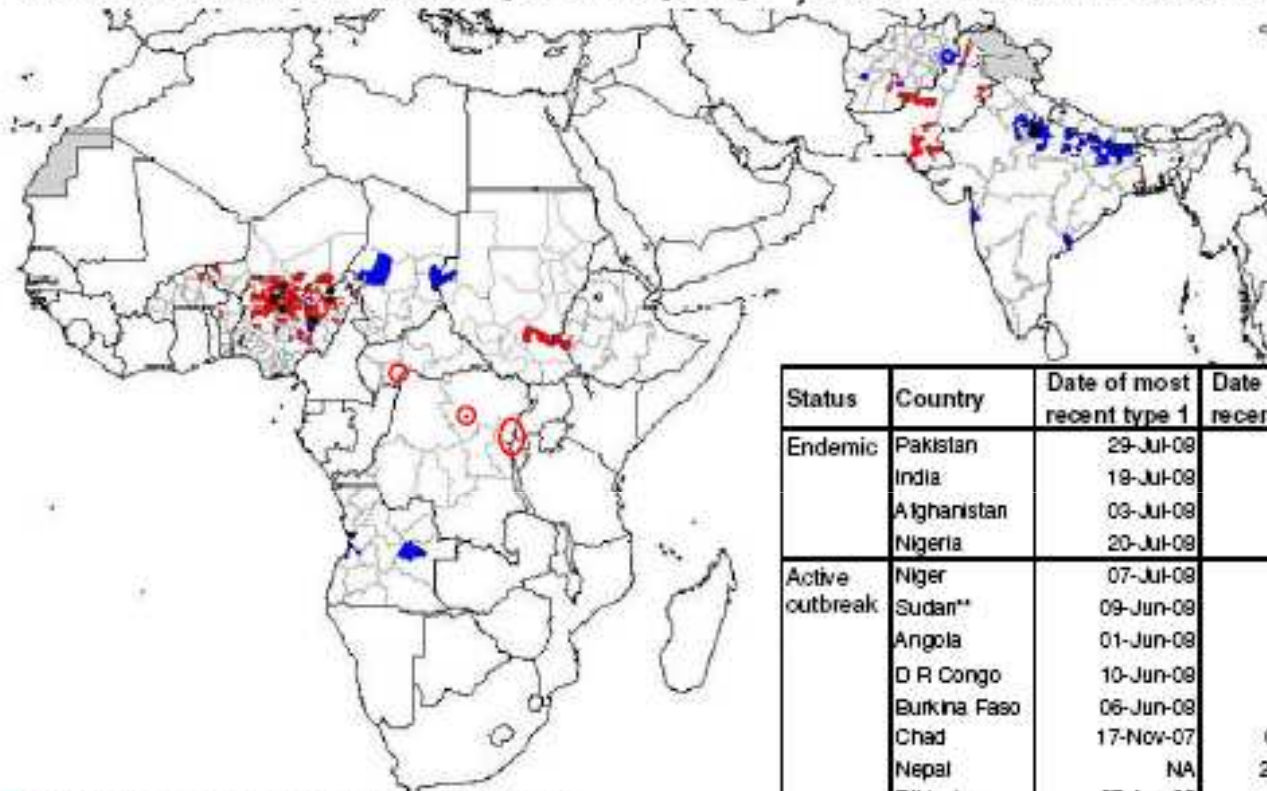 Status Country Date of most recent type 1 Date recen
Endemic Pakistan 29-Jul-08
India 19-Jul-08
Afghanistan 03-Jul-08
Nigeria 20-Jul-08
Active outbreak Niger 07-Jul-08
Sudan** 09-Jun-08
Angola 01-Jun-08
D R Congo 10-Jun-08
Burkina Faso 06-Jun-08
Chad 17-Nov-07
Nepal NA 2